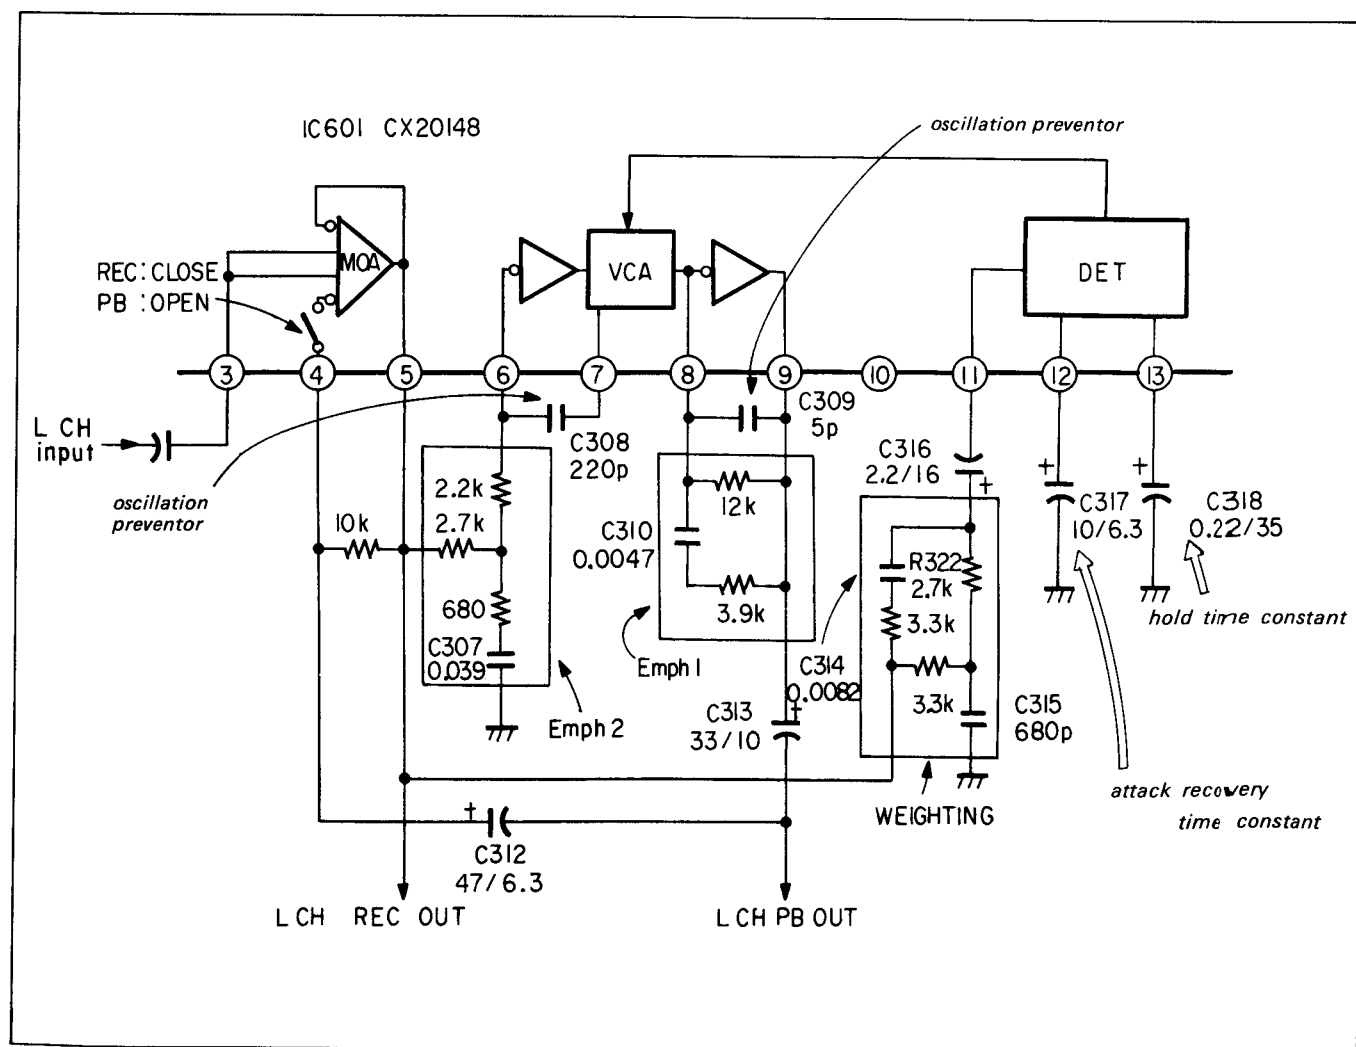 IC601 CX20148
oscillation preventor
MOA
VCA
DET
REC:CLOSE
PB :OPEN
3
4
5
6
7
8
9
10
11
12
13
L CH
input
C309
5p
C308
220p
C316
2.2/16
+
+
C317
10/6.3
+
C318
0.22/35
oscillation
preventor
2.2k
10k
2.7k
12k
C310
0.0047
R322
2.7k
680
3.9k
3.3k
hold time constant
C307
0.039
Emph 1
C314
0.0082
3.3k
C315
680p
Emph 2
C313
33/10
+
attack recovery
time constant
WEIGHTING
+
C312
47/6.3
L CH REC OUT
L CH PB OUT